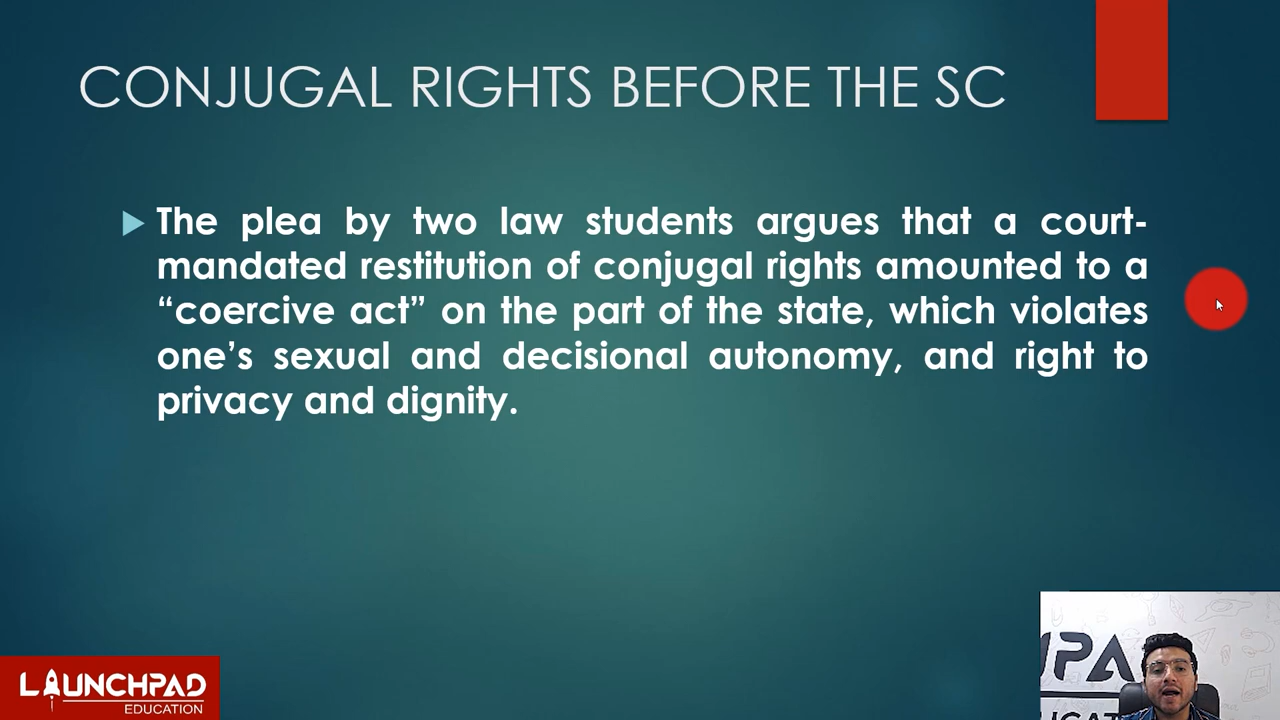 CONJUGAL RIGHTS BEFORE THE SC
The plea by two law students argues that a court-
mandated restitution of conjugal rights amounted to a
“coercive act” on the part of the state, which violates
one’s sexual and decisional autonomy, and right to
privacy and dignity.
LAUNCHPAD
EDUCATION